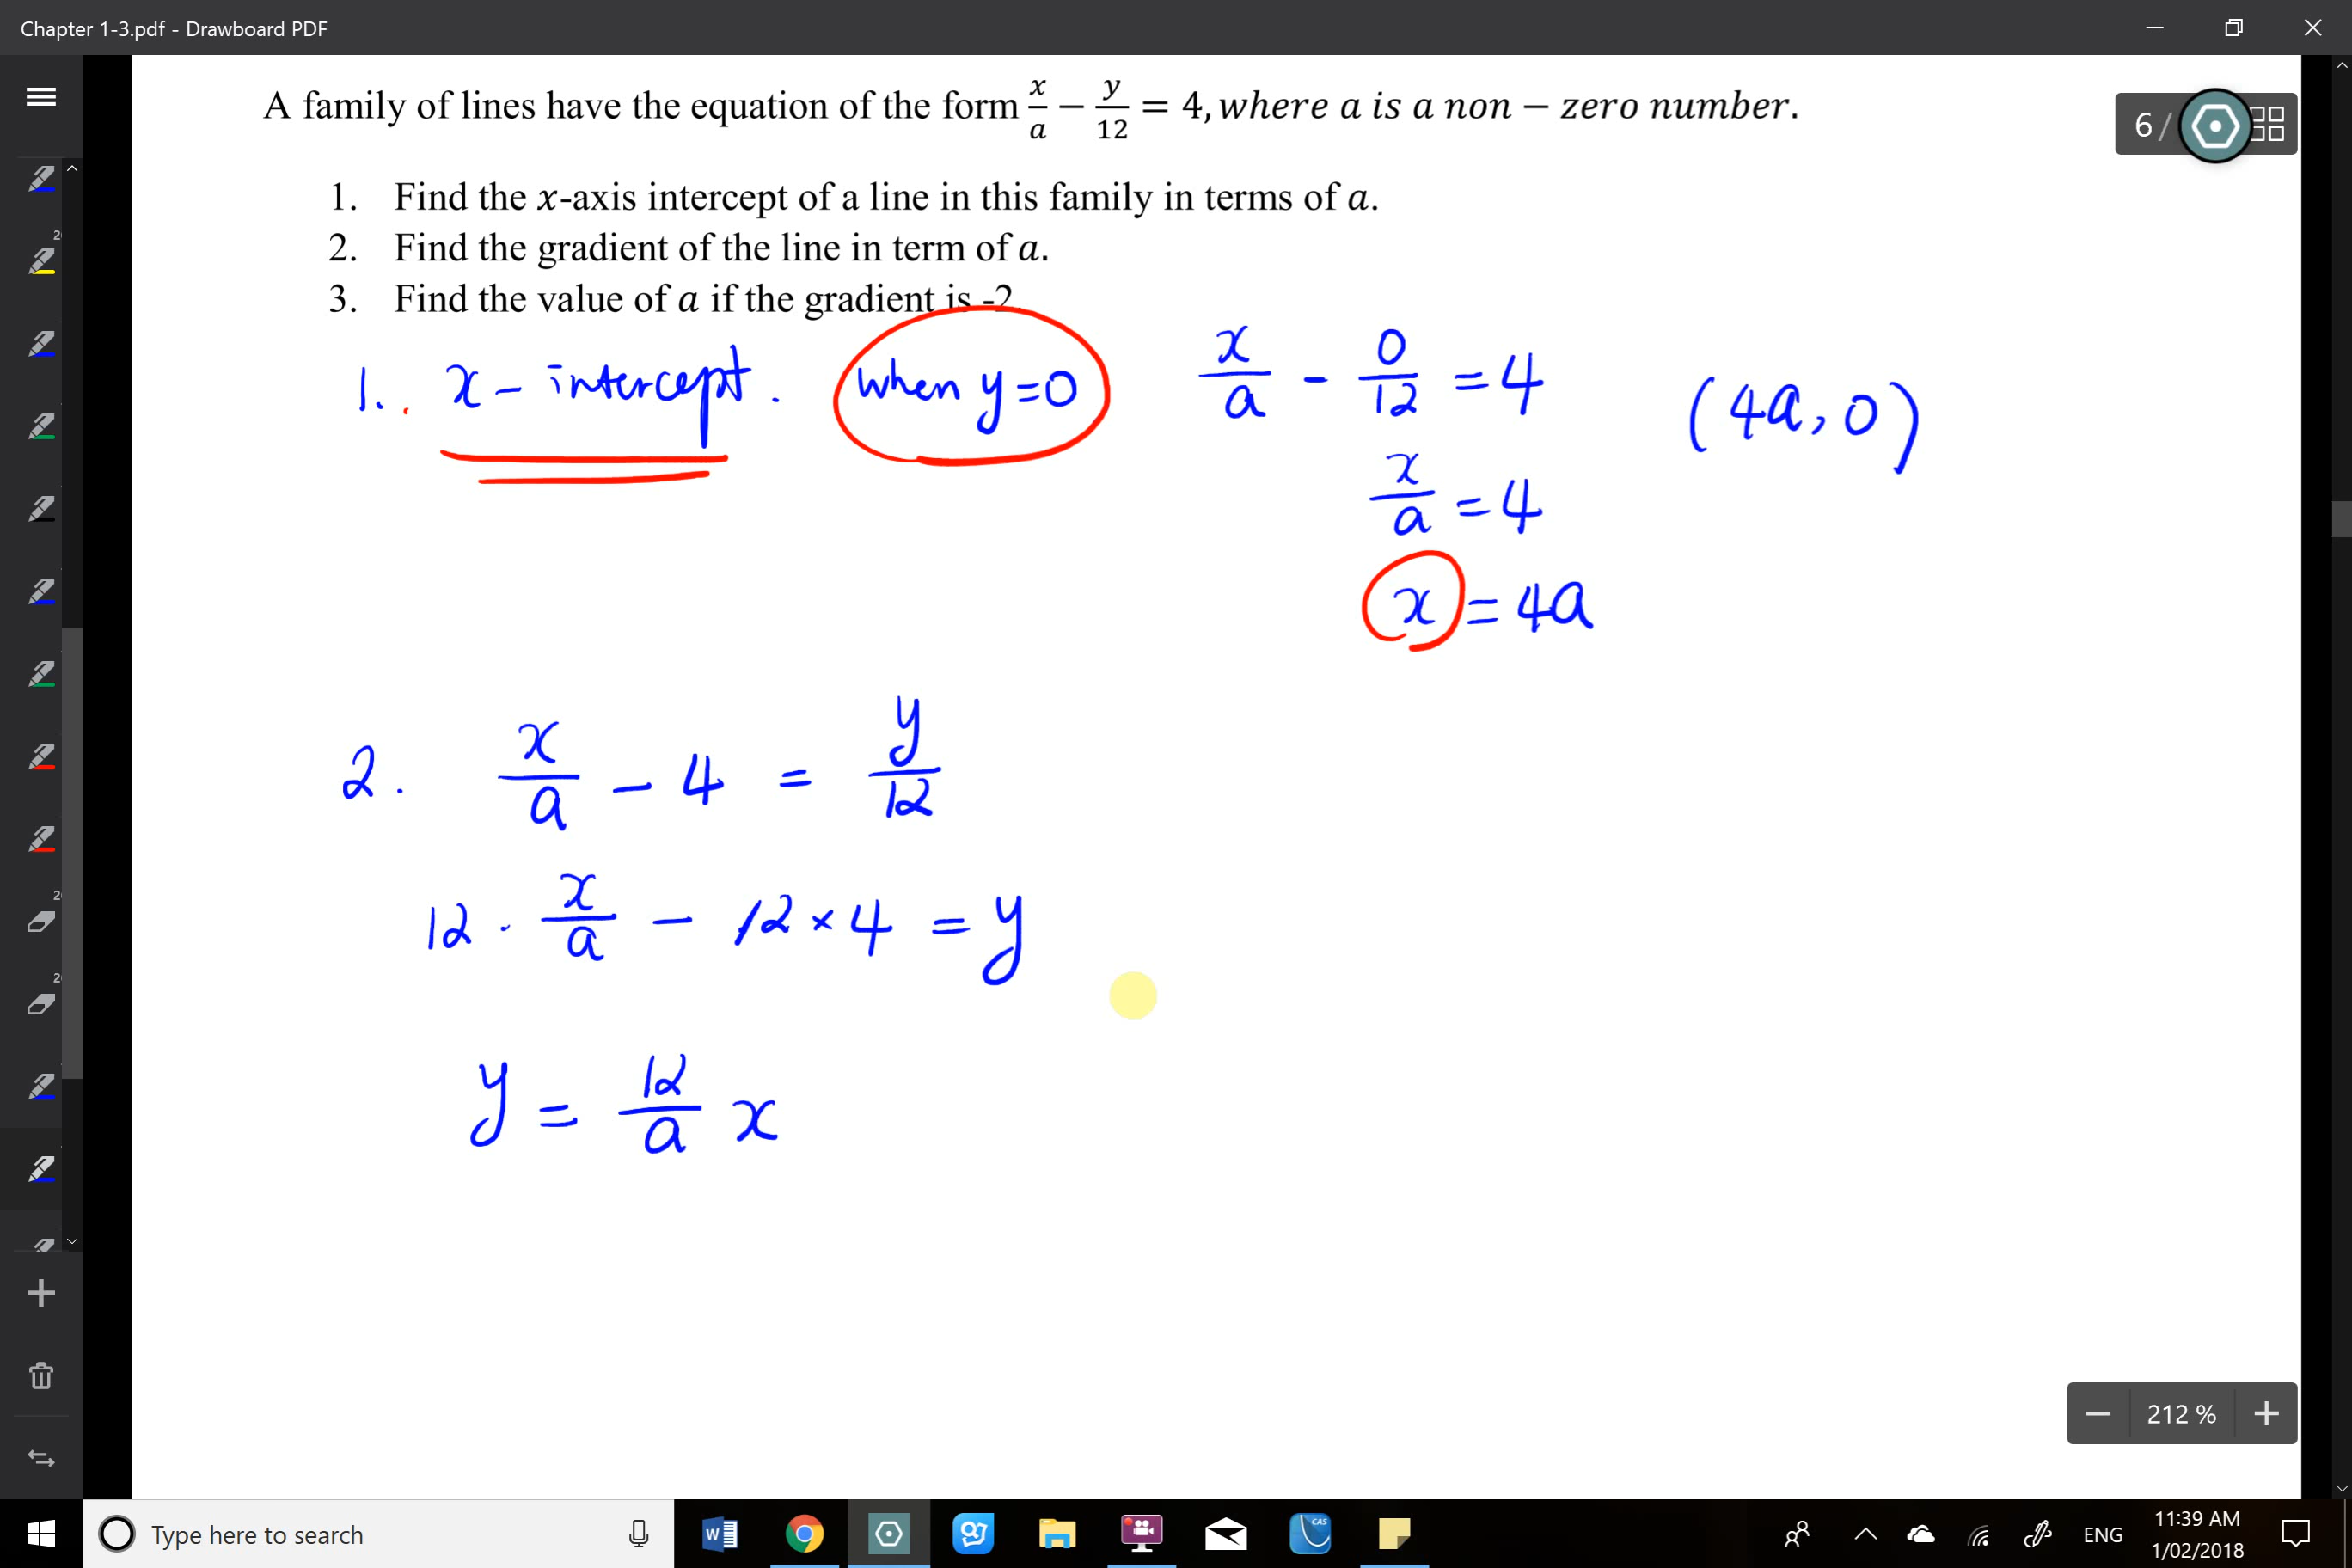 Chapter 1-3.pdf - Drawboard PDF
A family of lines have the equation of the form x/a − y/12 = 4, where a is a non − zero number.
6 /
1. Find the x-axis intercept of a line in this family in terms of a.
2. Find the gradient of the line in term of a.
3. Find the value of a if the gradient is -2
1. x - intercept. when y=0 x/a - 0/12 =4 (4a, 0)
x/a =4
x = 4a
2. x/a - 4 = y/12
12 · x/a - 12 × 4 = y
y = 12/a x
212 %
Type here to search
CAS
ENG
11:39 AM
1/02/2018